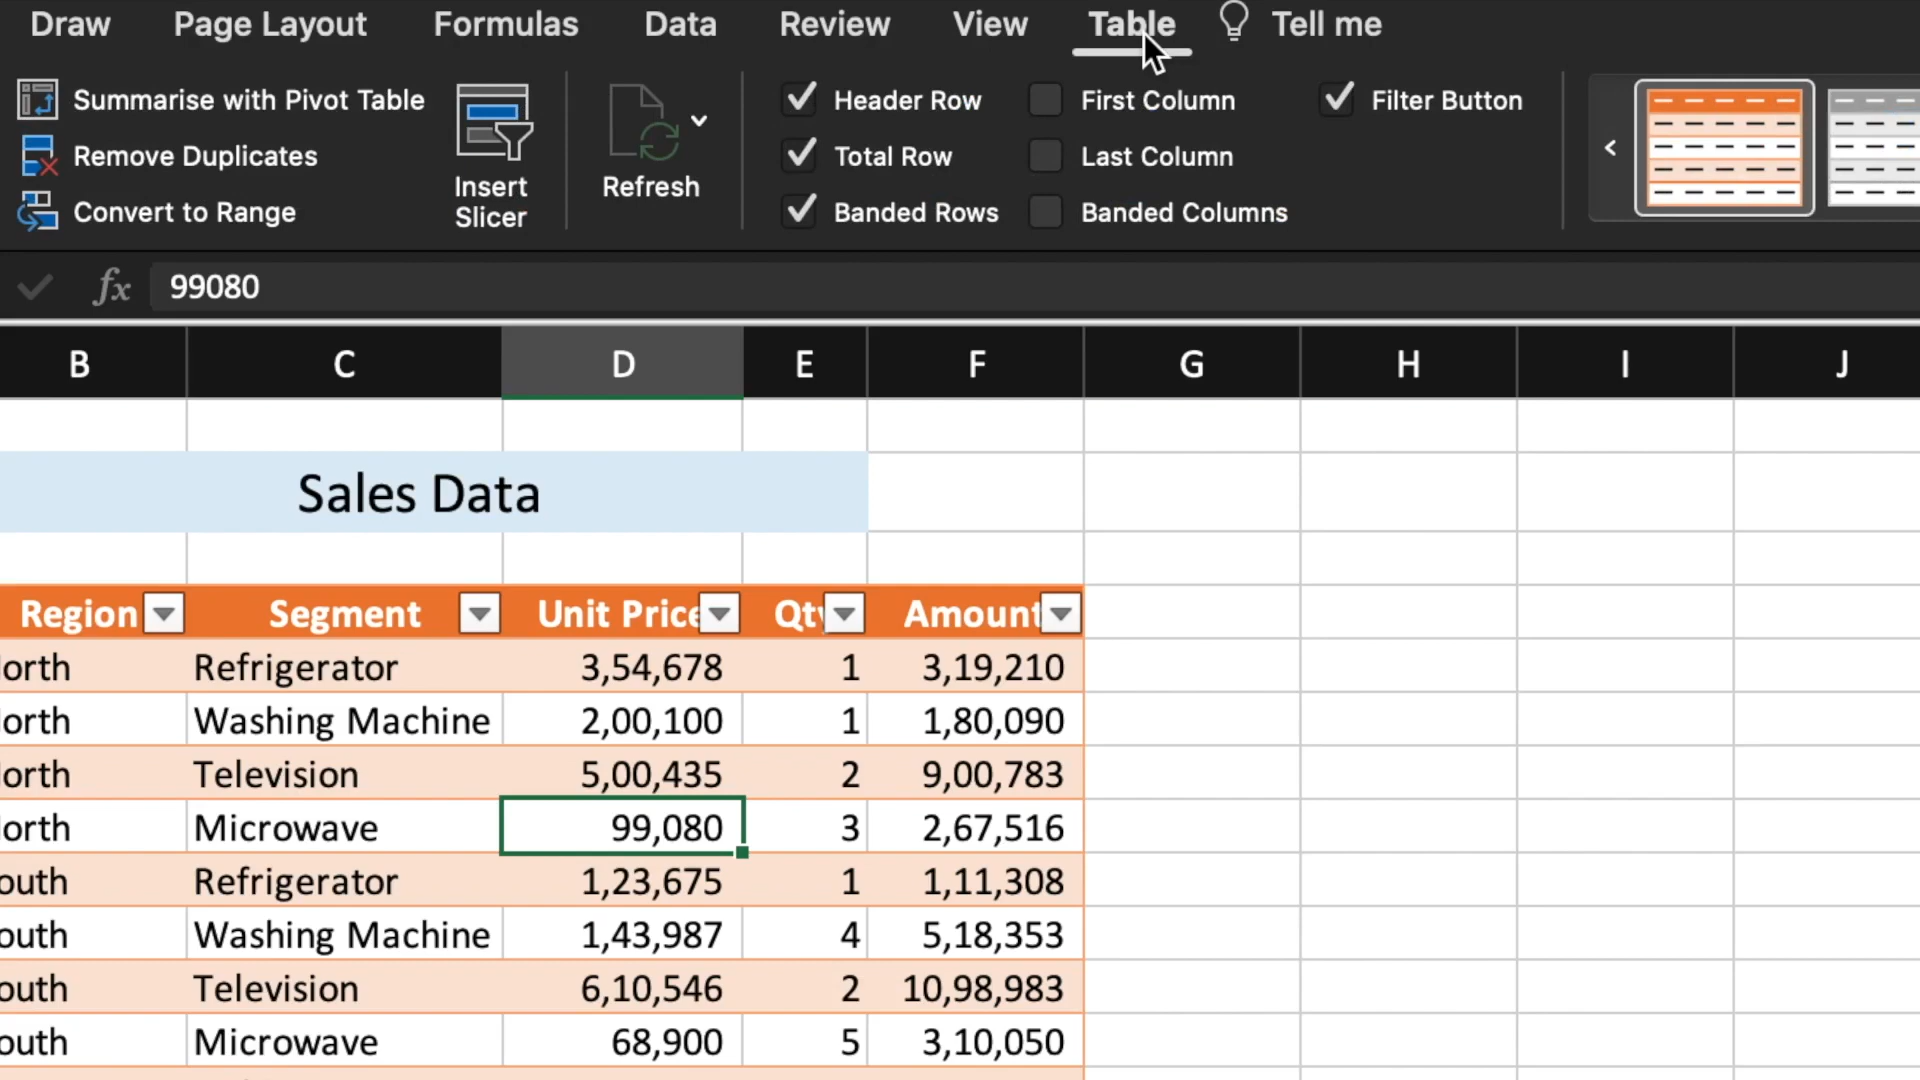 Draw Page Layout Formulas Data Review View Table Tell me
Summarise with Pivot Table
Remove Duplicates
Convert to Range
Insert
Slicer
Refresh
Header Row First Column Filter Button
Total Row Last Column
Banded Rows Banded Columns
fx 99080
B C D E F G H I J
Sales Data
Region Segment Unit Price Qty Amount
orth Refrigerator 3,54,678 1 3,19,210
orth Washing Machine 2,00,100 1 1,80,090
orth Television 5,00,435 2 9,00,783
orth Microwave 99,080 3 2,67,516
outh Refrigerator 1,23,675 1 1,11,308
outh Washing Machine 1,43,987 4 5,18,353
outh Television 6,10,546 2 10,98,983
outh Microwave 68,900 5 3,10,050